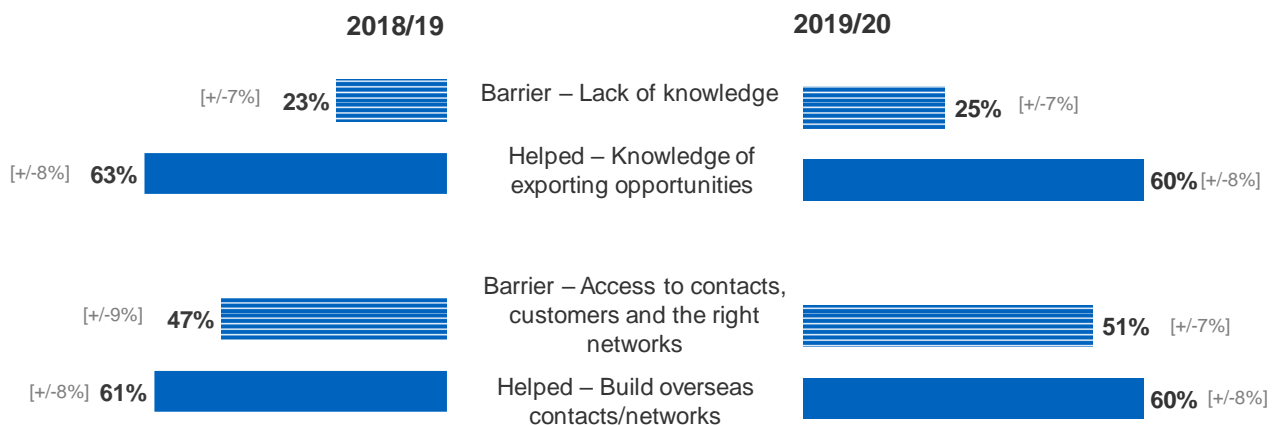 2018/19 2019/20
[+/-7%] 23% Barrier – Lack of knowledge 25% [+/-7%]
[+/-8%] 63% Helped – Knowledge of
exporting opportunities 60% [+/-8%]
[+/-9%] 47% Barrier – Access to contacts,
customers and the right
networks 51% [+/-7%]
[+/-8%] 61% Helped – Build overseas
contacts/networks 60% [+/-8%]